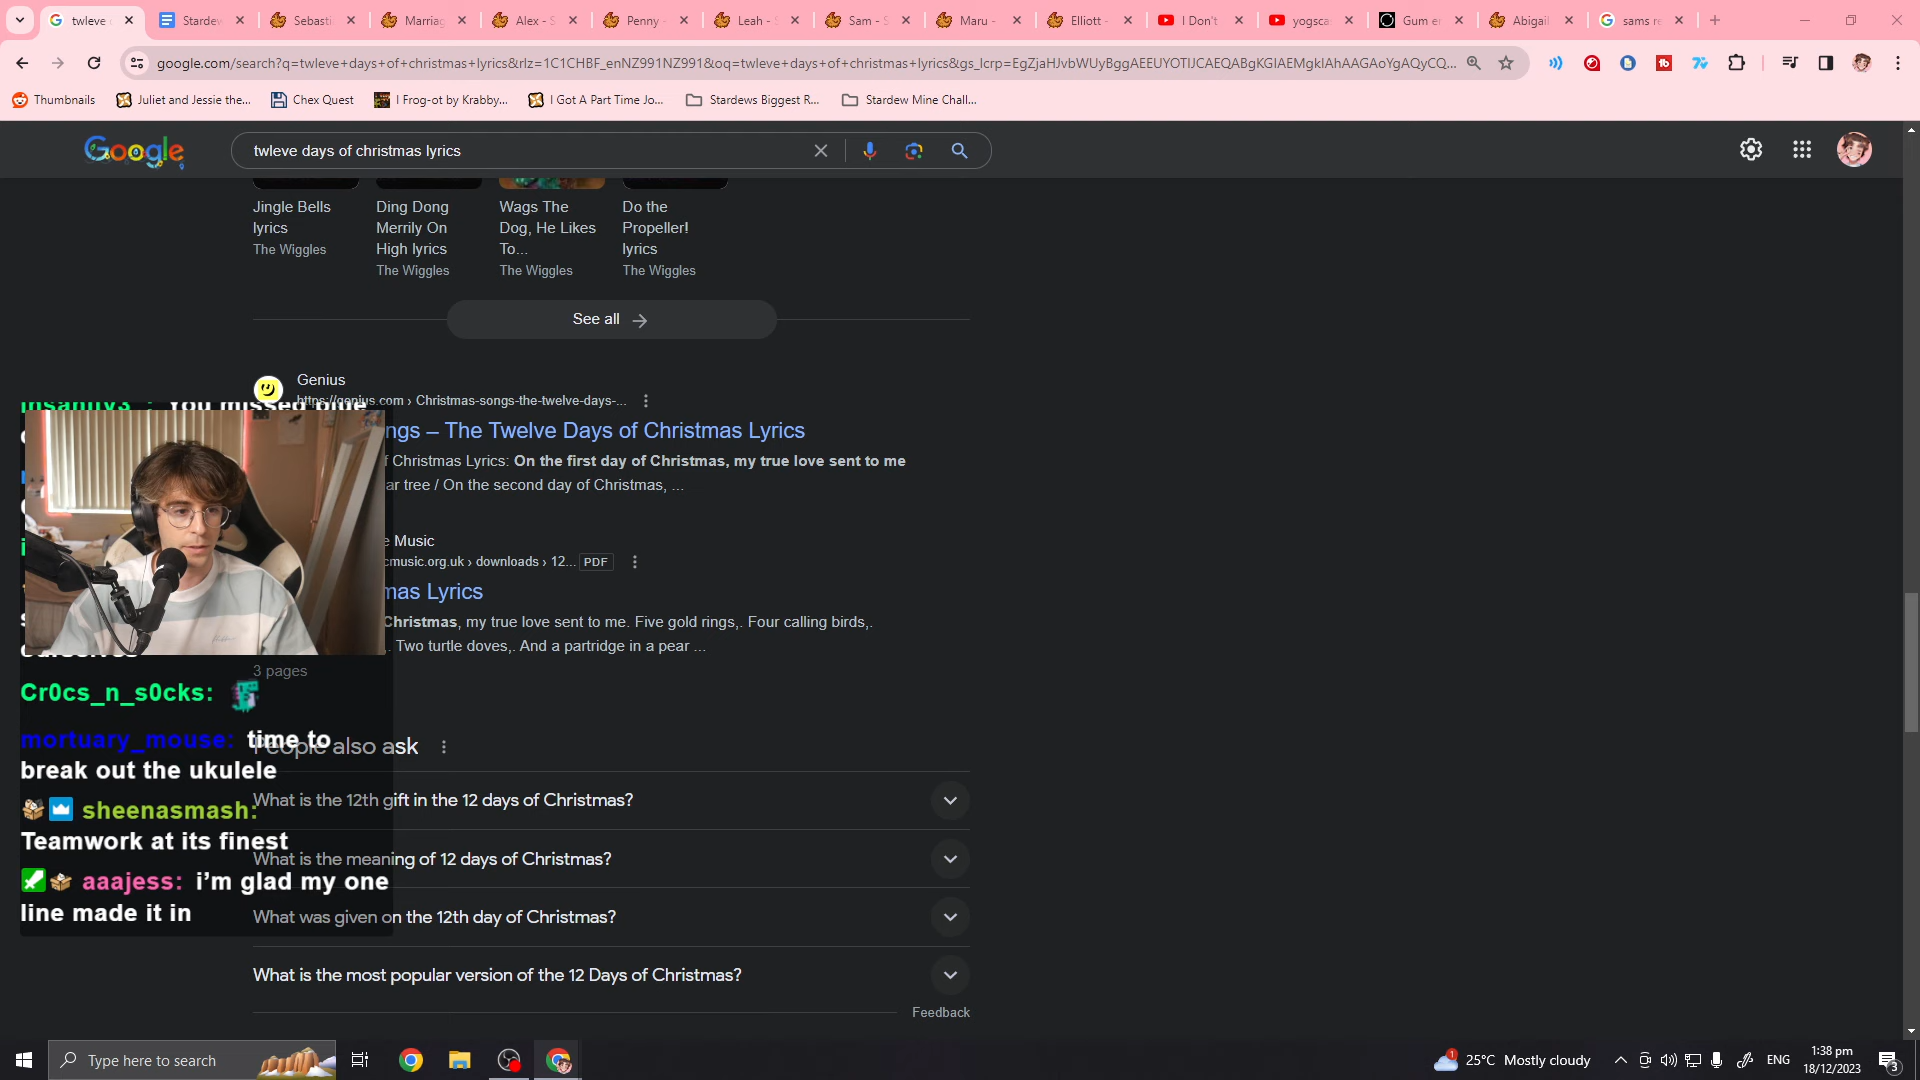 twleve
Stardew
Sebasti
Marriag
Alex - S
Penny -
Leah - S
Sam - S
Maru -
Elliott -
I Don't
yogsca
Gum e
Abigail
sams re
google.com/search?q=twleve+days+of+christmas+lyrics&rlz=1C1CHBF_enNZ991NZ991&oq=twleve+days+of+christmas+lyrics&gs_lcrp=EgZjaHJvbWUyBggAEEUYOTIJCAEQABgKGIAEMgkIAhAAGAoYgAQyCQ...
Thumbnails
Juliet and Jessie the...
Chex Quest
I Frog-ot by Krabby...
I Got A Part Time Jo...
Stardews Biggest R...
Stardew Mine Chall...
Google
twleve days of christmas lyrics
Jingle Bells
lyrics
The Wiggles
Ding Dong
Merrily On
High lyrics
The Wiggles
Wags The
Dog, He Likes
To...
The Wiggles
Do the
Propeller!
lyrics
The Wiggles
See all
Genius
https://genius.com › Christmas-songs-the-twelve-days-...
ngs – The Twelve Days of Christmas Lyrics
f Christmas Lyrics: On the first day of Christmas, my true love sent to me
ar tree / On the second day of Christmas, ...
e Music
cmusic.org.uk › downloads › 12... PDF
mas Lyrics
Christmas, my true love sent to me. Five gold rings,. Four calling birds,.
. Two turtle doves,. And a partridge in a pear ...
3 pages
insanity3 : You missed blue
ourselves
Cr0cs_n_s0cks:
mortuary_mouse: time to
break out the ukulele
sheenasmash:
Teamwork at its finest
aaajess: i'm glad my one
line made it in
People also ask
What is the 12th gift in the 12 days of Christmas?
What is the meaning of 12 days of Christmas?
What was given on the 12th day of Christmas?
What is the most popular version of the 12 Days of Christmas?
Feedback
Type here to search
1
25°C Mostly cloudy
ENG
1:38 pm
18/12/2023
3